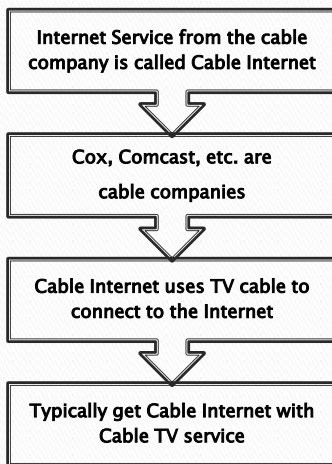 Internet Service from the cable
company is called Cable Internet
Cox, Comcast, etc. are
cable companies
Cable Internet uses TV cable to
connect to the Internet
Typically get Cable Internet with
Cable TV service